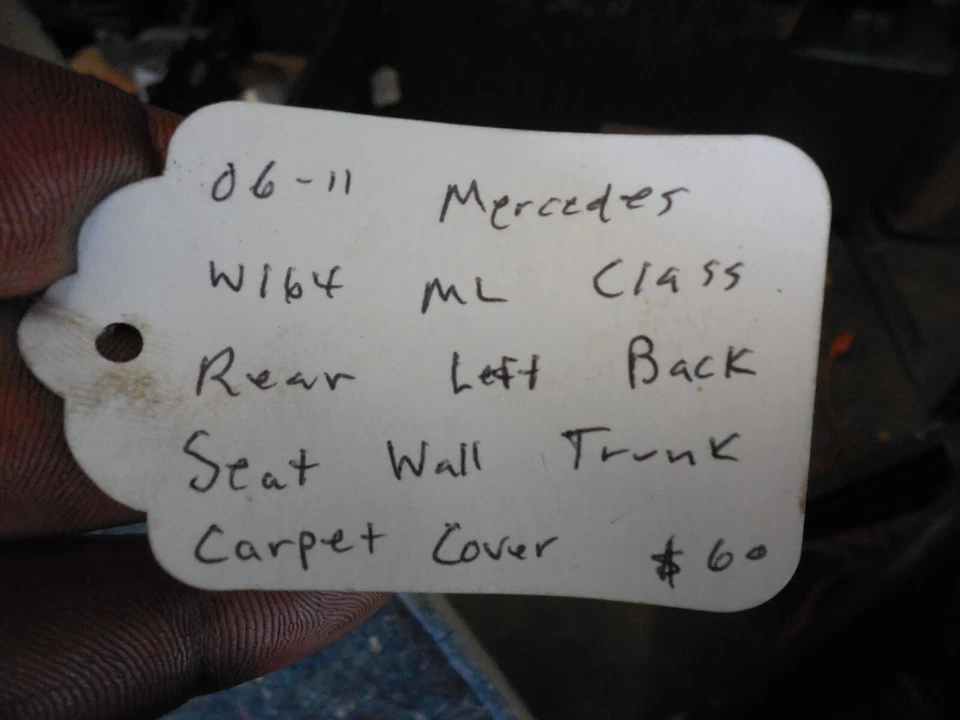 06-11 Mercedes
W164 ML Class
Rear Left Back
Seat Wall Trunk
Carpet Cover $60